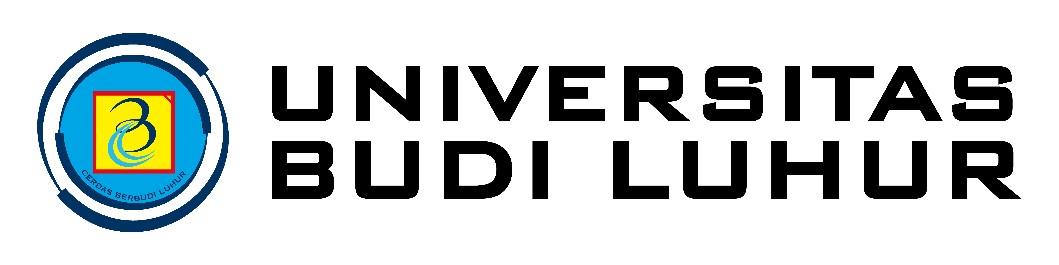 CERDAS BERBUDI LUHUR
UNIVERSITAS
BUDI LUHUR